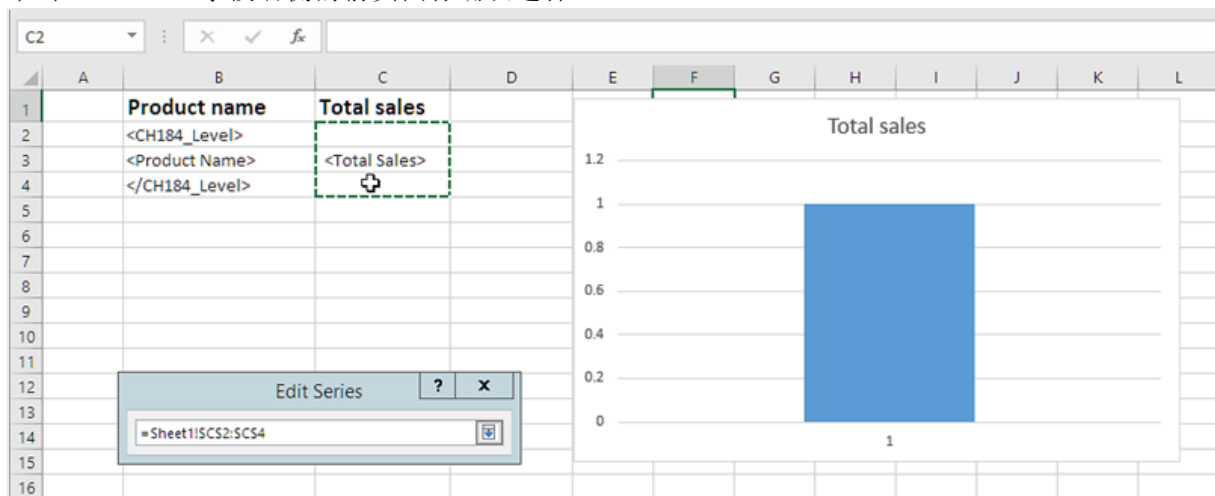 C2 fx
A B C D E F G H I J K L
1 Product name Total sales
2 <CH184_Level>
3 <Product Name> <Total Sales>
4 </CH184_Level>
5
6
7
8
9
10
11
12
13
14
15
16
Total sales
1.2
1
0.8
0.6
0.4
0.2
0
1
Edit Series ? x
=Sheet1!$C$2:$C$4